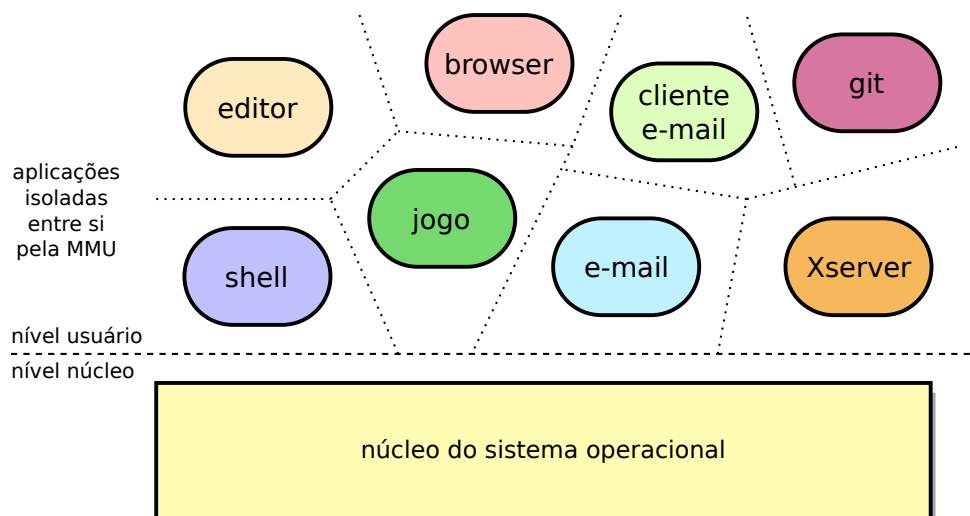 browser
editor
cliente
e-mail
git
aplicações
isoladas
entre si
pela MMU
jogo
shell
e-mail
Xserver
nível usuário
nível núcleo
núcleo do sistema operacional